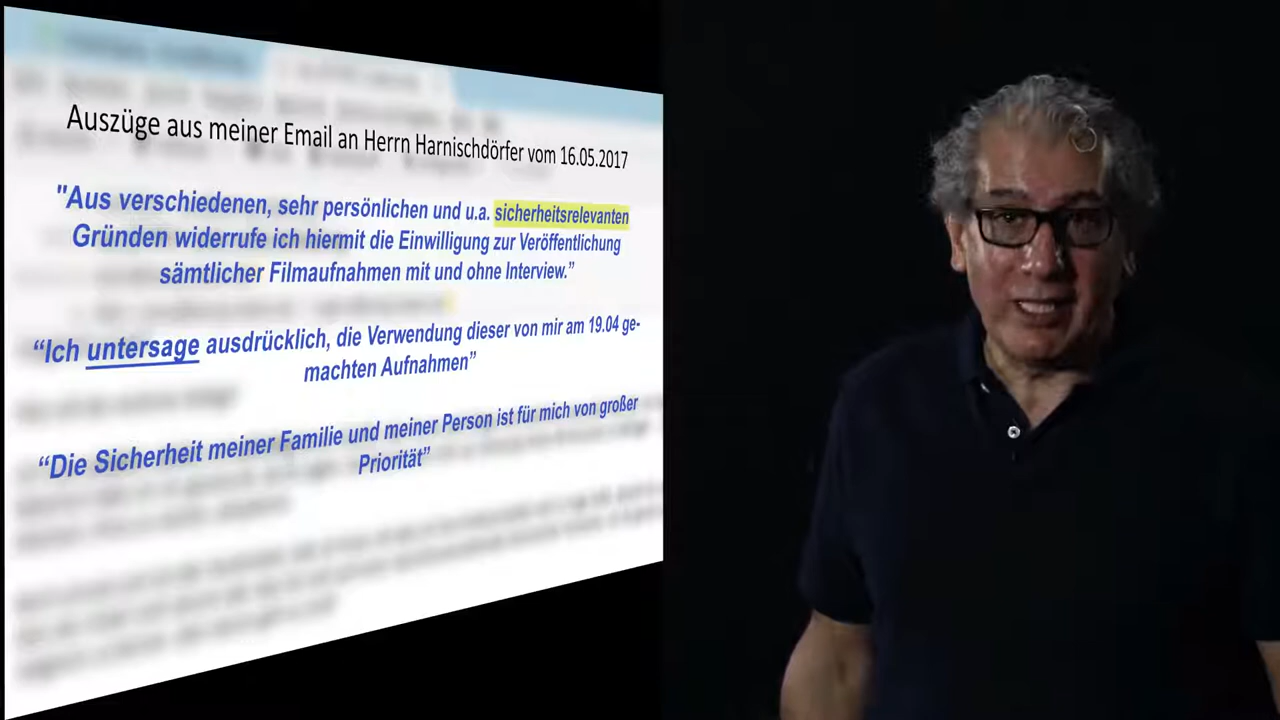 Auszüge aus meiner Email an Herrn Harnischdörfer vom 16.05.2017
"Aus verschiedenen, sehr persönlichen und u.a. sicherheitsrelevanten
Gründen widerrufe ich hiermit die Einwilligung zur Veröffentlichung
sämtlicher Filmaufnahmen mit und ohne Interview.”
“Ich untersage ausdrücklich, die Verwendung dieser von mir am 19.04 ge-
machten Aufnahmen”
“Die Sicherheit meiner Familie und meiner Person ist für mich von großer
Priorität”